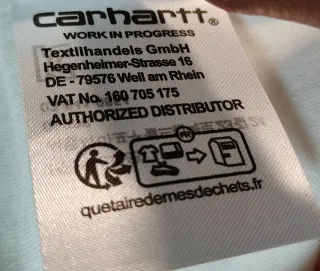 carhartt®
WORK IN PROGRESS
Textilhandels GmbH
Hegenheimer-Strasse 16
DE - 79576 Weil am Rhein
VAT No. 160 705 175
AUTHORIZED DISTRIBUTOR
FR
quetairedemesdechets.fr